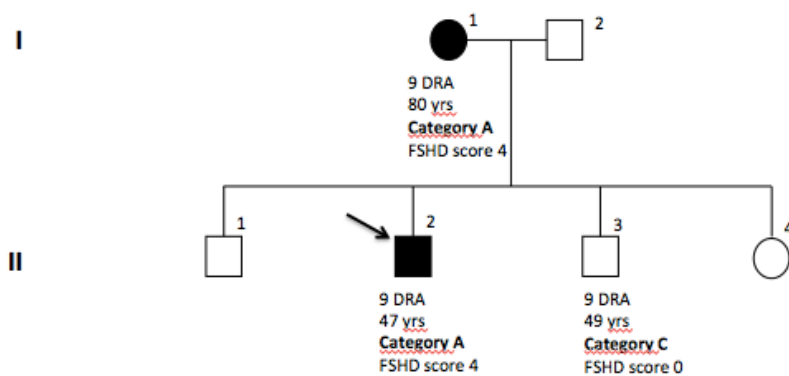 I
1
2
9 DRA
80 yrs
Category A
FSHD score 4
II
1
2
3
4
9 DRA
47 yrs
Category A
FSHD score 4
9 DRA
49 yrs
Category C
FSHD score 0